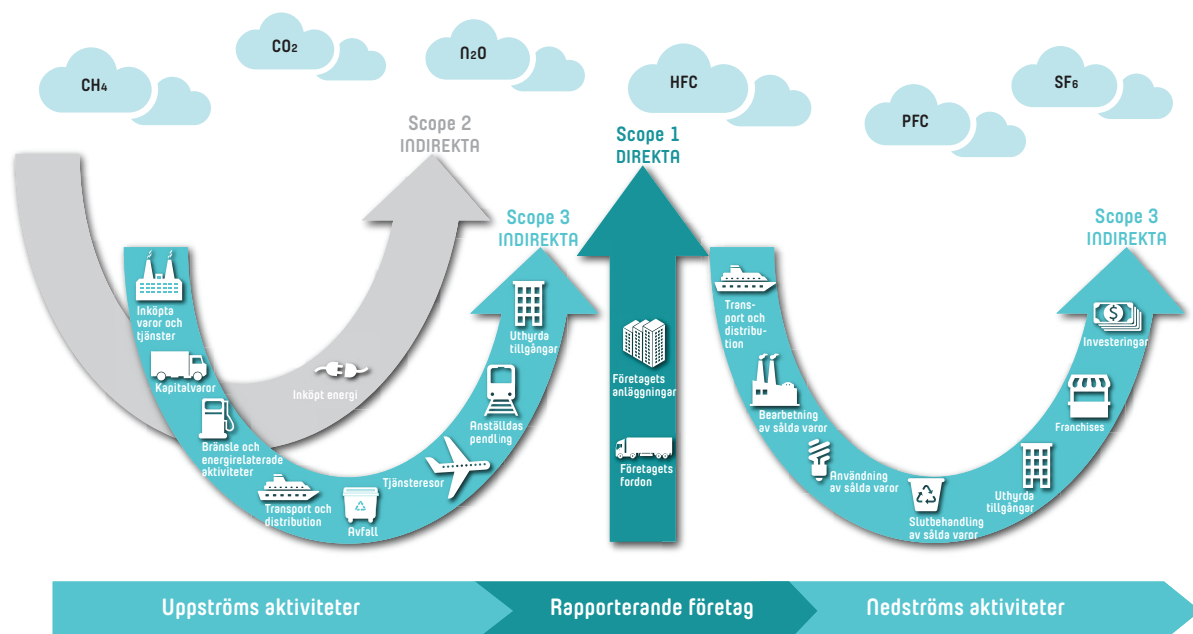 CH₄
CO₂
N₂O
HFC
PFC
SF₆
Scope 2
INDIREKTA
Scope 3
INDIREKTA
Scope 1
DIREKTA
Scope 3
INDIREKTA
Inköpta
varor och
tjänster
Kapitalvaror
Bränsle och
energirelaterade
aktiviteter
Transport och
distribution
Avfall
Tjänsteresor
Anställdas
pendling
Uthyrda
tillgångar
Inköpt energi
Företagets
anläggningar
Företagets
fordon
Trans-
port och
distribu-
tion
Bearbetning
av sålda varor
Användning
av sålda varor
Slutbehandling
av sålda varor
Uthyrda
tillgångar
Franchises
Investeringar
Uppströms aktiviteter
Rapporterande företag
Nedströms aktiviteter